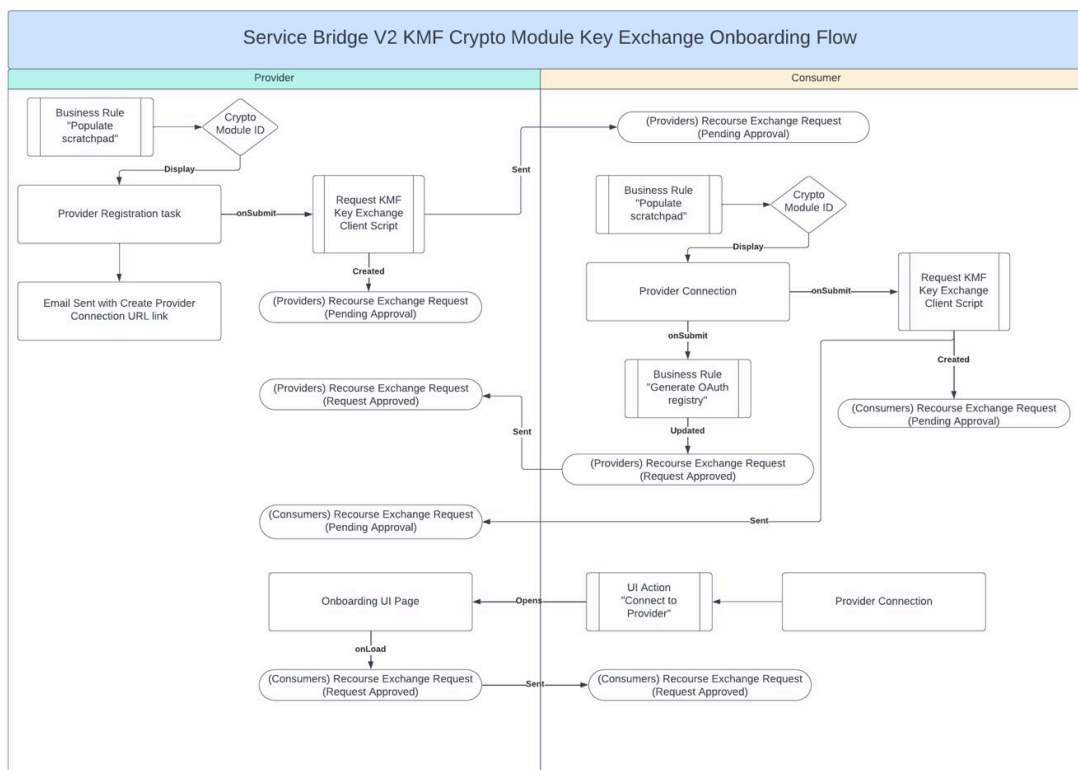 Service Bridge V2 KMF Crypto Module Key Exchange Onboarding Flow
Provider
Consumer
Business Rule
"Populate
scratchpad"
Crypto
Module ID
Display
Provider Registration task
onSubmit
Request KMF
Key Exchange
Client Script
Sent
(Providers) Recourse Exchange Request
(Pending Approval)
Created
(Providers) Recourse Exchange Request
(Pending Approval)
Email Sent with Create Provider
Connection URL link
Business Rule
"Populate
scratchpad"
Crypto
Module ID
Display
Provider Connection
onSubmit
Request KMF
Key Exchange
Client Script
onSubmit
Created
Business Rule
"Generate OAuth
registry"
(Consumers) Recourse Exchange Request
(Pending Approval)
Updated
(Providers) Recourse Exchange Request
(Request Approved)
Sent
(Providers) Recourse Exchange Request
(Request Approved)
(Consumers) Recourse Exchange Request
(Pending Approval)
Sent
Onboarding UI Page
Opens
UI Action
"Connect to
Provider"
Provider Connection
onLoad
(Consumers) Recourse Exchange Request
(Request Approved)
Sent
(Consumers) Recourse Exchange Request
(Request Approved)